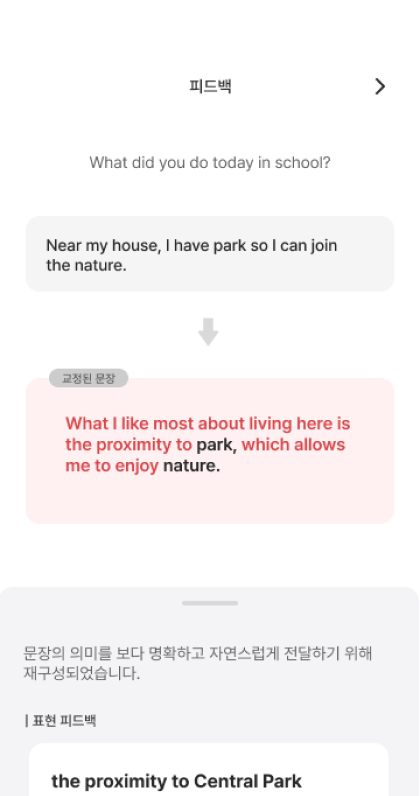 피드백
What did you do today in school?
Near my house, I have park so I can join
the nature.
교정된 문장
What I like most about living here is
the proximity to park, which allows
me to enjoy nature.
문장의 의미를 보다 명확하고 자연스럽게 전달하기 위해
재구성되었습니다.
| 표현 피드백
the proximity to Central Park